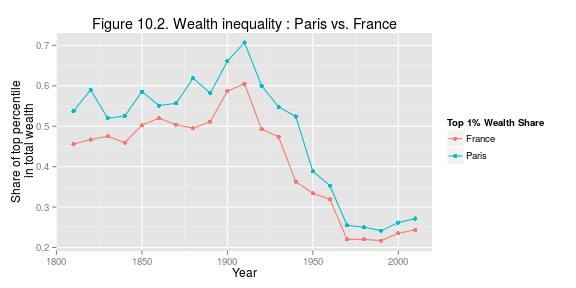 Figure 10.2. Wealth inequality : Paris vs. France
0.7
0.6
0.5
0.4
0.3
0.2
Share of top percentile
in total wealth
1800
1850
1900
1950
2000
Year
Top 1% Wealth Share
France
Paris